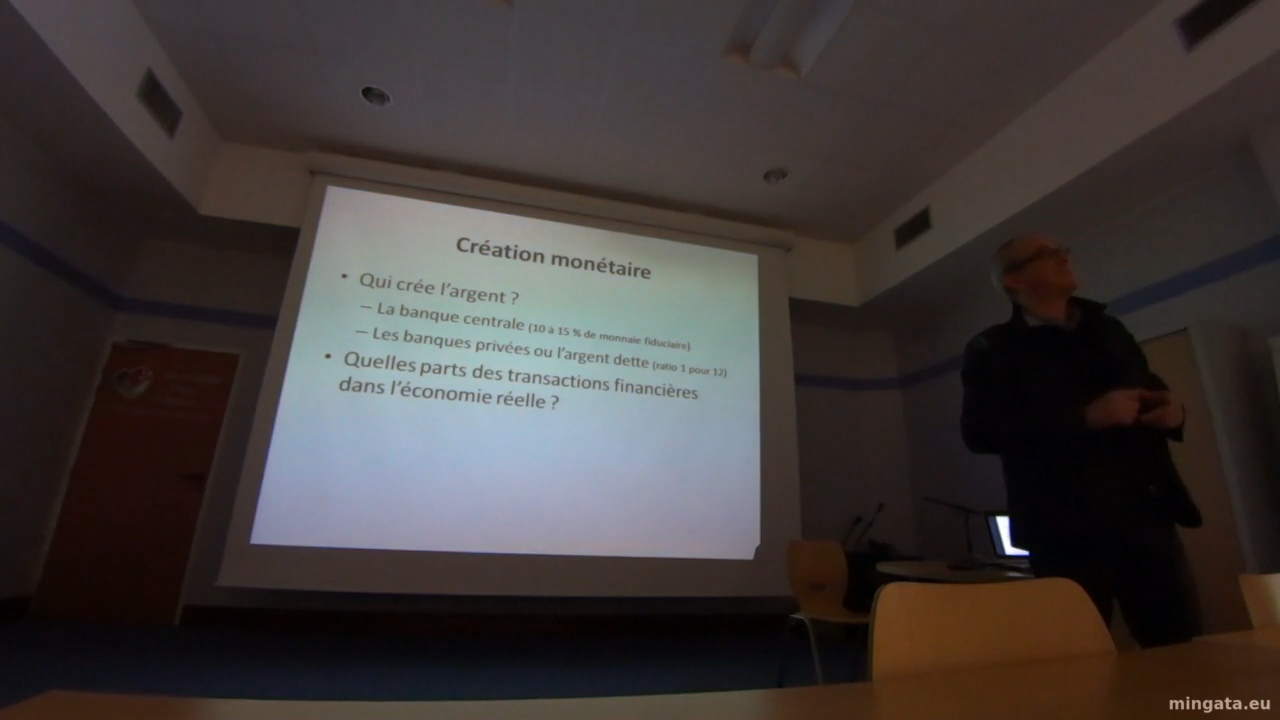 Création monétaire
• Qui crée l'argent ?
– La banque centrale (10 à 15 % de monnaie fiduciaire)
– Les banques privées ou l'argent dette (ratio 1 pour 12)
• Quelles parts des transactions financières
dans l'économie réelle ?
mingata.eu